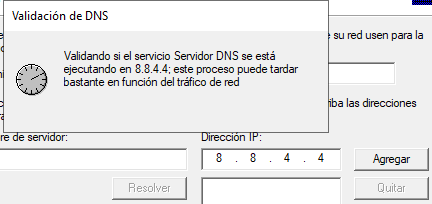 Validación de DNS
Validando si el servicio Servidor DNS se está
ejecutando en 8.8.4.4; este proceso puede tardar
bastante en función del tráfico de red
e su red usen para la
iba las direcciones
re de servidor:
Dirección IP:
8 . 8 . 4 . 4
Agregar
Resolver
Quitar